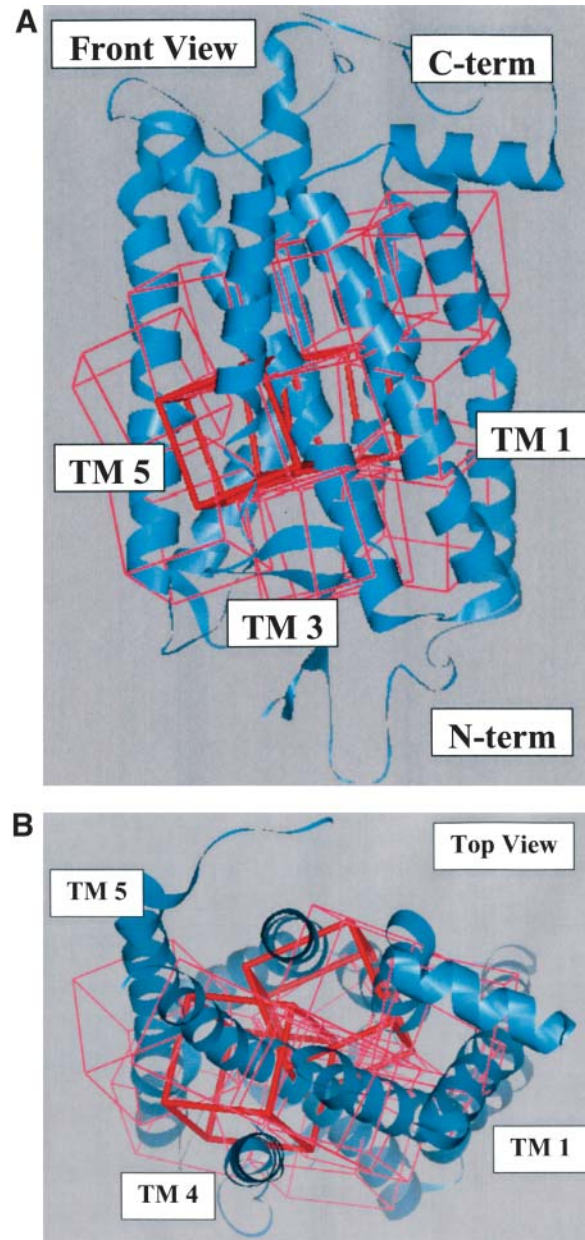 A
Front View
C-term
TM 5
TM 1
TM 3
N-term
B
Top View
TM 5
TM 4
TM 1